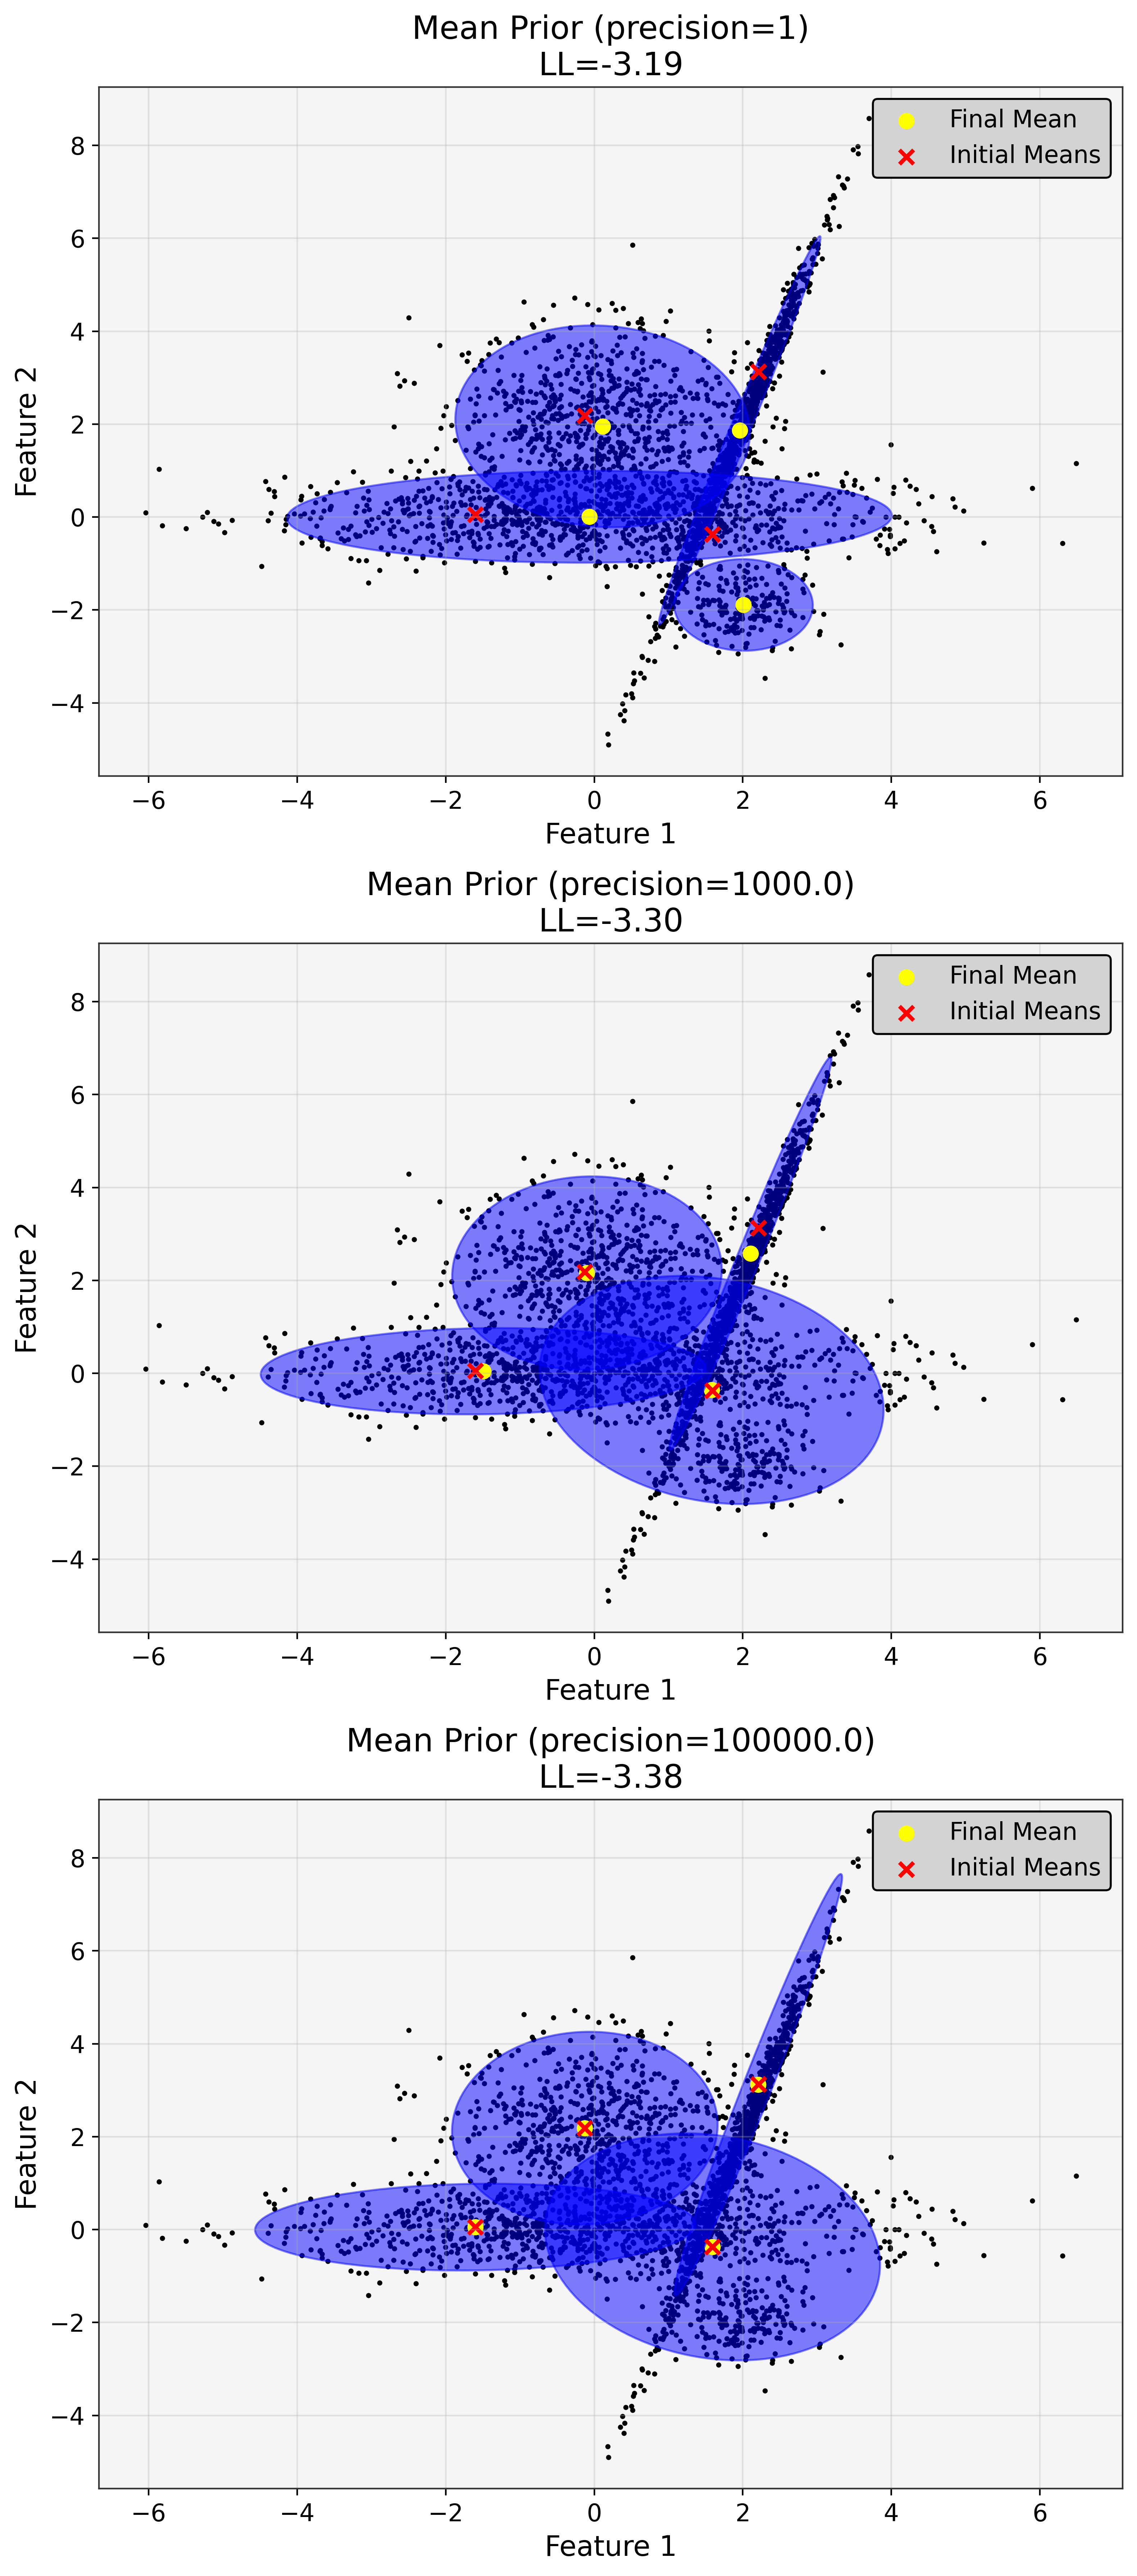 Mean Prior (precision=1)
LL=-3.19
Final Mean
Initial Means
8
6
4
2
0
−2
−4
Feature 2
−6 −4 −2 0 2 4 6
Feature 1
Mean Prior (precision=1000.0)
LL=-3.30
Final Mean
Initial Means
8
6
4
2
0
−2
−4
Feature 2
−6 −4 −2 0 2 4 6
Feature 1
Mean Prior (precision=100000.0)
LL=-3.38
Final Mean
Initial Means
8
6
4
2
0
−2
−4
Feature 2
−6 −4 −2 0 2 4 6
Feature 1